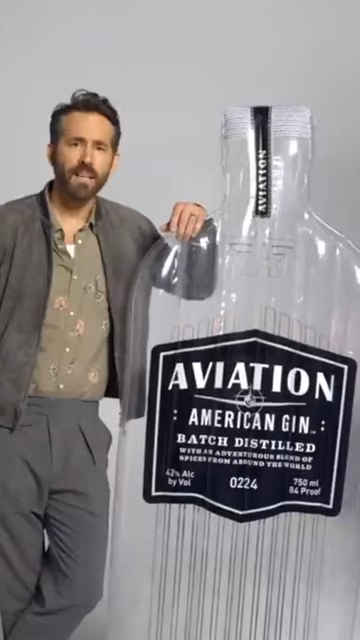 AVIATION
AVIATION
AMERICAN GIN
BATCH DISTILLED
WITH AN ADVENTUROUS BLEND OF
SPICES FROM AROUND THE WORLD
42% Alc
by Vol
0224
750 ml
84 Proof